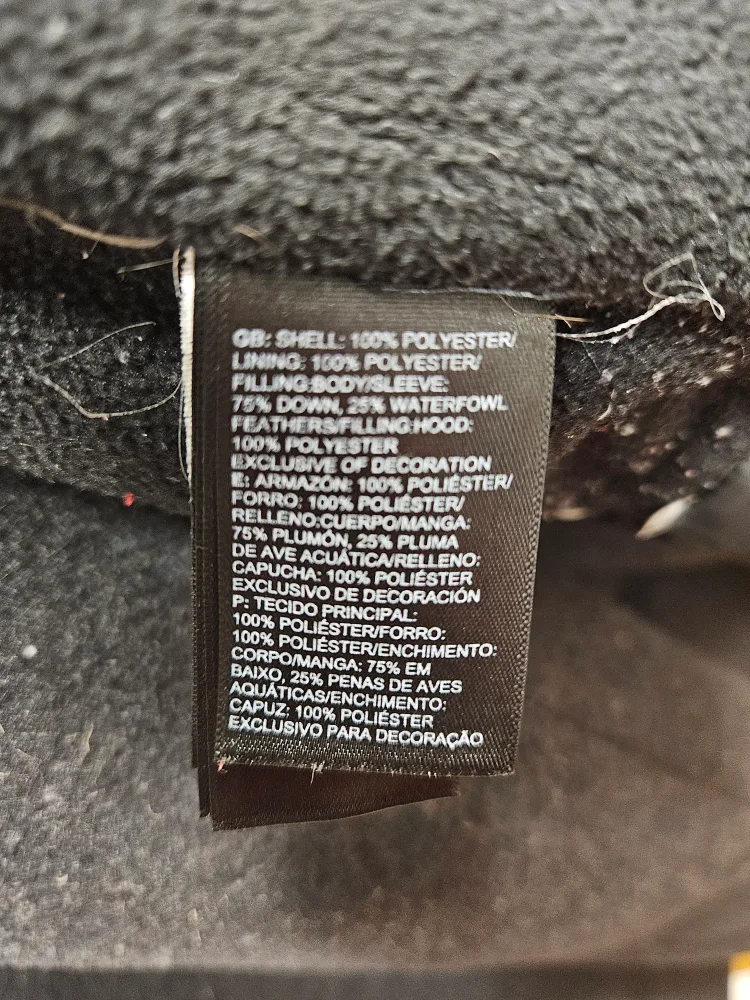 GB: SHELL: 100% POLYESTER/
LINING: 100% POLYESTER/
FILLING:BODY/SLEEVE:
75% DOWN, 25% WATERFOWL
FEATHERS/FILLING:HOOD:
100% POLYESTER
EXCLUSIVE OF DECORATION
E: ARMAZÓN: 100% POLIÉSTER/
FORRO: 100% POLIÉSTER/
RELLENO:CUERPO/MANGA:
75% PLUMÓN, 25% PLUMA
DE AVE ACUÁTICA/RELLENO:
CAPUCHA: 100% POLIÉSTER
EXCLUSIVO DE DECORACIÓN
P: TECIDO PRINCIPAL:
100% POLIÉSTER/FORRO:
100% POLIÉSTER/ENCHIMENTO:
CORPO/MANGA: 75% EM
BAIXO, 25% PENAS DE AVES
AQUÁTICAS/ENCHIMENTO:
CAPUZ: 100% POLIÉSTER
EXCLUSIVO PARA DECORAÇÃO